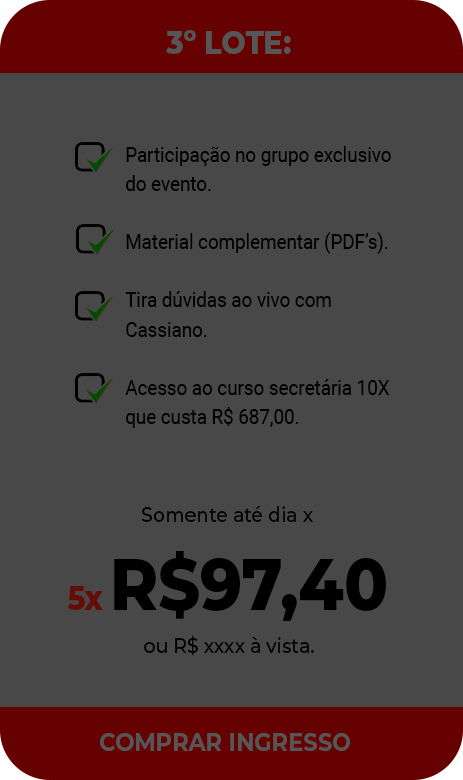 3º LOTE:
Participação no grupo exclusivo
do evento.
Material complementar (PDF’s).
Tira dúvidas ao vivo com
Cassiano.
Acesso ao curso secretária 10X
que custa R$ 687,00.
Somente até dia x
5x R$97,40
ou R$ xxxx à vista.
COMPRAR INGRESSO